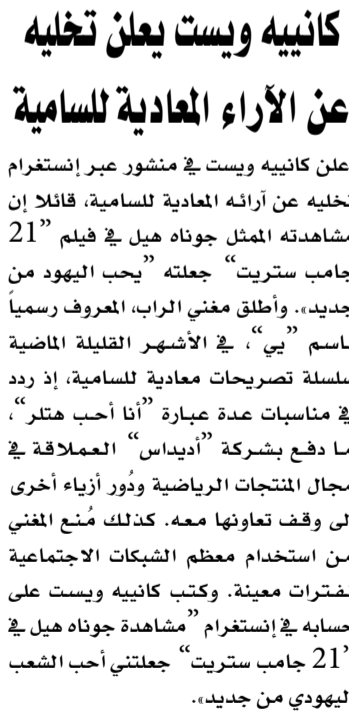 كانييه ويست يعلن تخليه
عن الآراء المعادية للسامية
علن كانييه ويست في منشور عبر إنستغرام
تخليه عن آرائه المعادية للسامية، قائلا إن
مشاهدته الممثل جوناه هيل في فيلم ”21
جامب ستريت“ جعلته ”يحب اليهود من
جديد». وأطلق مغني الراب، المعروف رسمياً
باسم ”يي“، في الأشهر القليلة الماضية
سلسلة تصريحات معادية للسامية، إذ ردد
في مناسبات عدة عبارة ”أنا أحب هتلر“،
ما دفع بشركة ”أديداس“ العملاقة في
مجال المنتجات الرياضية ودُور أزياء أخرى
لى وقف تعاونها معه. كذلك مُنع المغني
من استخدام معظم الشبكات الاجتماعية
لفترات معينة. وكتب كانييه ويست على
حسابه في إنستغرام ”مشاهدة جوناه هيل في
’21 جامب ستريت“ جعلتني أحب الشعب
ليهودي من جديد».